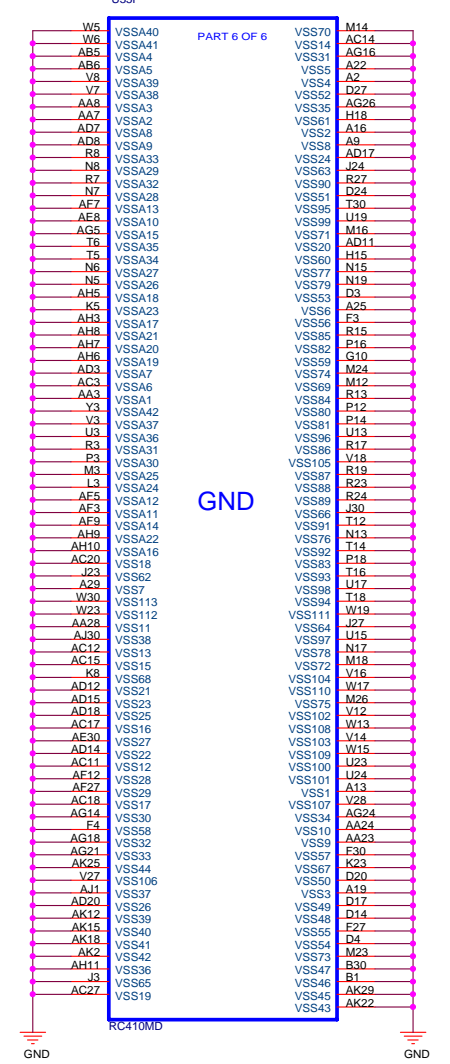 PART 6 OF 6
W5 VSSA40
W6 VSSA41
AB5 VSSA4
AB6 VSSA5
V8 VSSA39
V7 VSSA38
AA8 VSSA3
AA7 VSSA2
AD7 VSSA8
AD8 VSSA9
R8 VSSA33
N8 VSSA29
R7 VSSA32
N7 VSSA28
AF7 VSSA13
AE8 VSSA10
AG5 VSSA15
T6 VSSA35
T5 VSSA34
N6 VSSA27
N5 VSSA26
AH5 VSSA18
K5 VSSA23
AH3 VSSA17
AH8 VSSA21
AH7 VSSA20
AH6 VSSA19
AD3 VSSA7
AC3 VSSA6
AA3 VSSA1
Y3 VSSA42
V3 VSSA37
U3 VSSA36
R3 VSSA31
P3 VSSA30
M3 VSSA25
L3 VSSA24
AF5 VSSA12
AF3 VSSA11
AF9 VSSA14
AH9 VSSA22
AH10 VSSA16
AC20 VSS18
J23 VSS62
A29 VSS7
W30 VSS113
W23 VSS112
AA28 VSS11
AJ30 VSS38
AC12 VSS13
AC15 VSS15
K8 VSS68
AD12 VSS21
AD15 VSS23
AD18 VSS25
AC17 VSS16
AE30 VSS27
AD14 VSS22
AC11 VSS12
AF12 VSS28
AF27 VSS29
AC18 VSS17
AG14 VSS30
F4 VSS58
AG18 VSS32
AG21 VSS33
AK25 VSS44
V27 VSS106
AJ1 VSS37
AD20 VSS26
AK12 VSS39
AK15 VSS40
AK18 VSS41
AK2 VSS42
AH11 VSS36
J3 VSS65
AC27 VSS19
GND
VSS70 M14
VSS14 AC14
VSS31 AG16
VSS5 A22
VSS4 A2
VSS52 D27
VSS35 AG26
VSS61 H18
VSS2 A16
VSS8 A9
VSS24 AD17
VSS63 J24
VSS90 R27
VSS51 D24
VSS95 T30
VSS99 U19
VSS71 M16
VSS20 AD11
VSS60 H15
VSS77 N15
VSS79 N19
VSS53 D3
VSS6 A25
VSS56 F3
VSS85 R15
VSS82 P16
VSS59 G10
VSS74 M24
VSS69 M12
VSS84 R13
VSS80 P12
VSS81 P14
VSS96 U13
VSS86 R17
VSS105 V18
VSS87 R19
VSS88 R23
VSS89 R24
VSS66 J30
VSS91 T12
VSS76 N13
VSS92 T14
VSS83 P18
VSS93 T16
VSS98 U17
VSS94 T18
VSS111 W19
VSS64 J27
VSS97 U15
VSS78 N17
VSS72 M18
VSS104 V16
VSS110 W17
VSS75 M26
VSS102 V12
VSS108 W13
VSS103 V14
VSS109 W15
VSS100 U23
VSS101 U24
VSS1 A13
VSS107 V28
VSS34 AG24
VSS10 AA24
VSS9 AA23
VSS57 F30
VSS67 K23
VSS50 D20
VSS3 A19
VSS49 D17
VSS48 D14
VSS55 F27
VSS54 D4
VSS73 M23
VSS47 B30
VSS46 B1
VSS45 AK29
VSS43 AK22
RC410MD
GND
GND